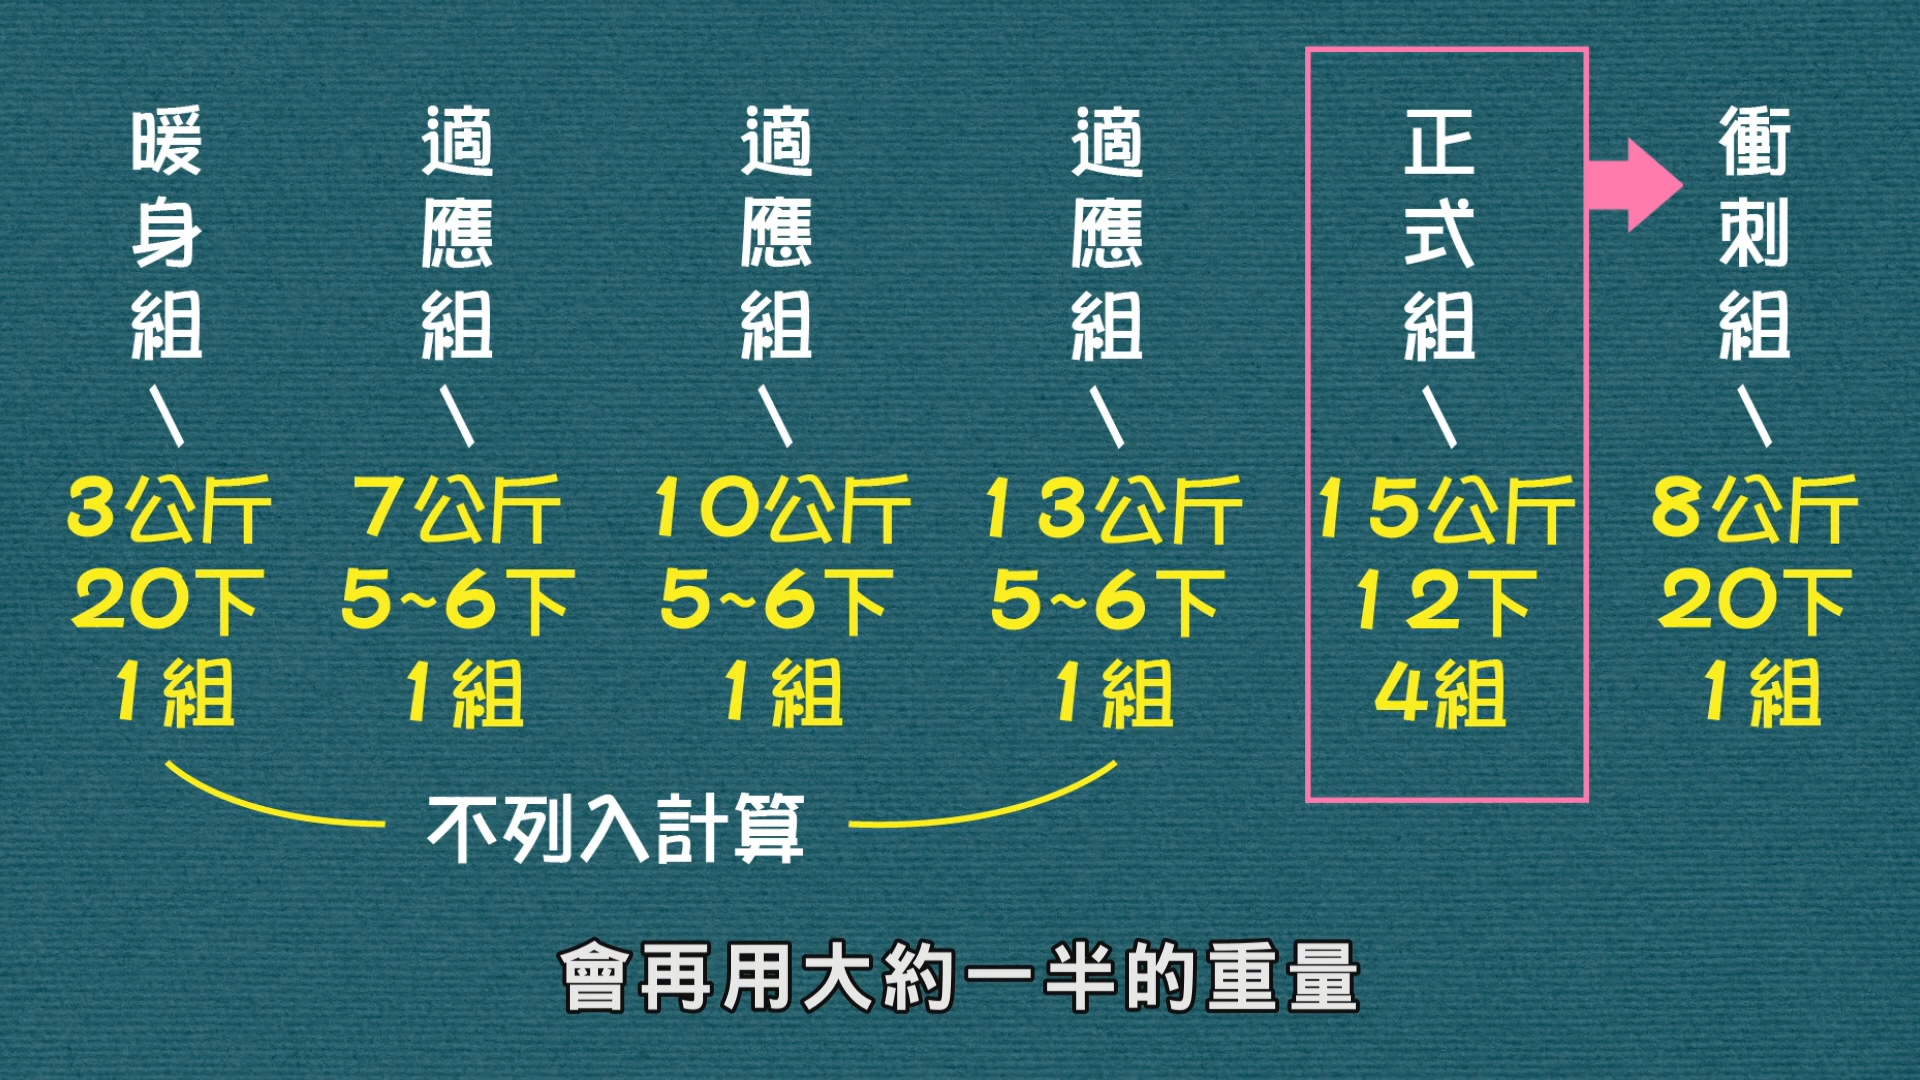 暖身組
3公斤
20下
1組
適應組
7公斤
5~6下
1組
適應組
10公斤
5~6下
1組
適應組
13公斤
5~6下
1組
正式組
15公斤
12下
4組
衝刺組
8公斤
20下
1組
不列入計算
會再用大約一半的重量